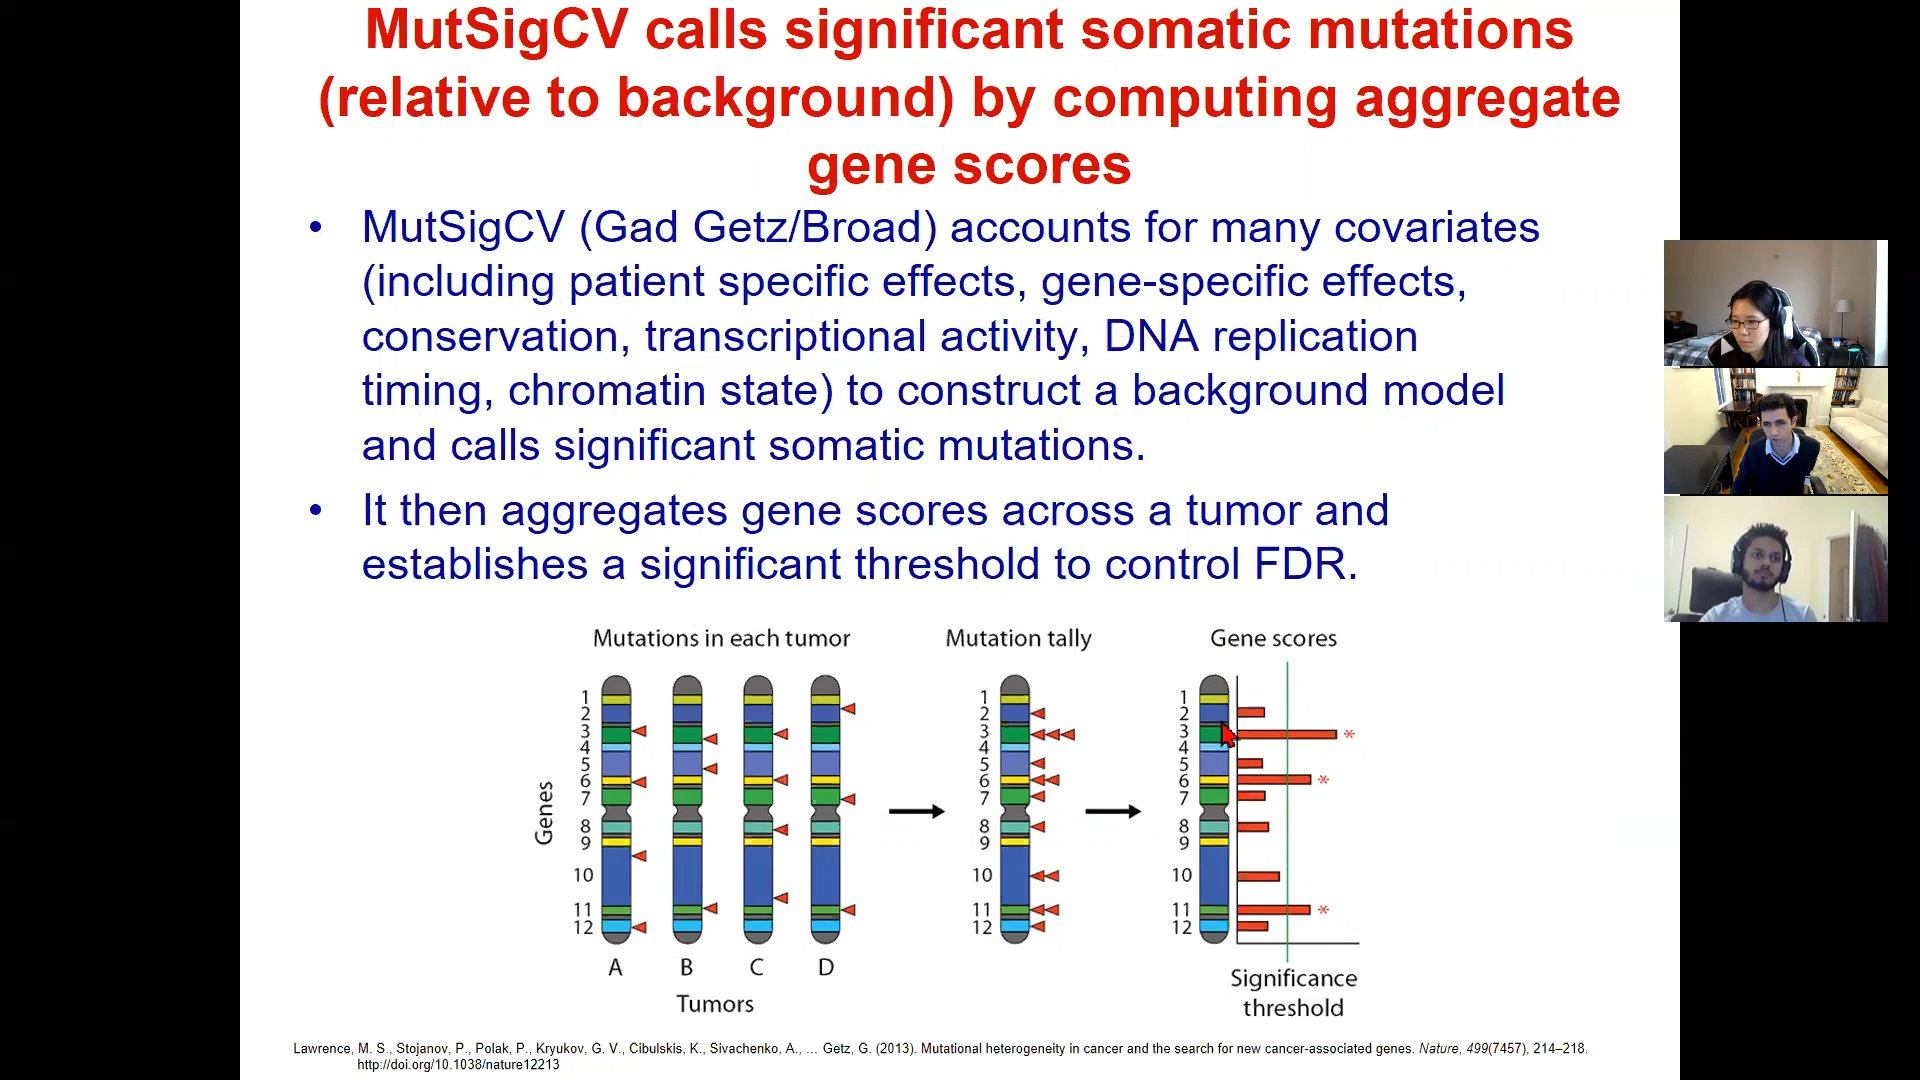 MutSigCV calls significant somatic mutations
(relative to background) by computing aggregate
gene scores
• MutSigCV (Gad Getz/Broad) accounts for many covariates
(including patient specific effects, gene-specific effects,
conservation, transcriptional activity, DNA replication
timing, chromatin state) to construct a background model
and calls significant somatic mutations.
• It then aggregates gene scores across a tumor and
establishes a significant threshold to control FDR.
Mutations in each tumor
Mutation tally
Gene scores
Genes
1
2
3
4
5
6
7
8
9
10
11
12
A B C D
Tumors
1
2
3
4
5
6
7
8
9
10
11
12
1
2
3 *
4
5
6 *
7
8
9
10
11 *
12
Significance
threshold
Lawrence, M. S., Stojanov, P., Polak, P., Kryukov, G. V., Cibulskis, K., Sivachenko, A., … Getz, G. (2013). Mutational heterogeneity in cancer and the search for new cancer-associated genes. Nature, 499(7457), 214–218.
http://doi.org/10.1038/nature12213